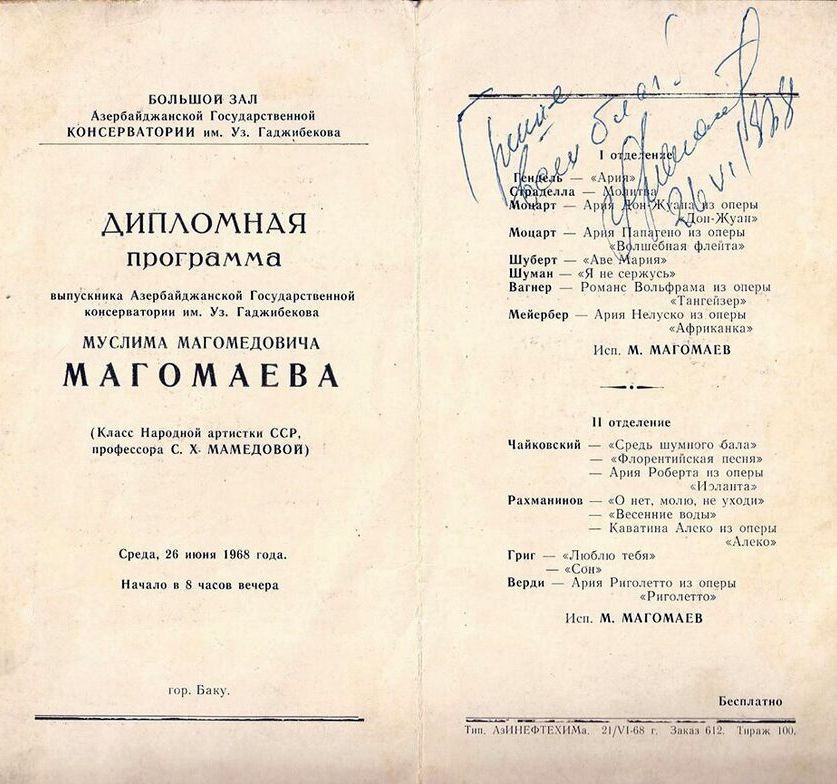 БОЛЬШОЙ ЗАЛ
Азербайджанской Государственной
КОНСЕРВАТОРИИ им. Уз. Гаджибекова
ДИПЛОМНАЯ
программа
выпускника Азербайджанской Государственной
консерватории им. Уз. Гаджибекова
МУСЛИМА МАГОМЕДОВИЧА
МАГОМАЕВА
(Класс Народной артистки ССР,
профессора С. Х. МАМЕДОВОЙ)
Среда, 26 июня 1968 года.
Начало в 8 часов вечера
гор. Баку.
всех благ!
26 VI 1968
I отделение
Гендель — «Ария»
Страделла — Молитва
Моцарт — Ария Дон-Жуана из оперы
«Дон-Жуан»
Моцарт — Ария Папагено из оперы
«Волшебная флейта»
Шуберт — «Аве Мария»
Шуман — «Я не сержусь»
Вагнер — Романс Вольфрама из оперы
«Тангейзер»
Мейербер — Ария Нелуско из оперы
«Африканка»
Исп. М. МАГОМАЕВ
II отделение
Чайковский — «Средь шумного бала»
— «Флорентийская песня»
— Ария Роберта из оперы
«Иоланта»
Рахманинов — «О нет, молю, не уходи»
— «Весенние воды»
— Каватина Алеко из оперы
«Алеко»
Григ — «Люблю тебя»
— «Сон»
Верди — Ария Риголетто из оперы
«Риголетто»
Исп. М. МАГОМАЕВ
Бесплатно
Тип. АзИНЕФТЕХИМа. 21/VI-68 г. Заказ 612. Тираж 100.